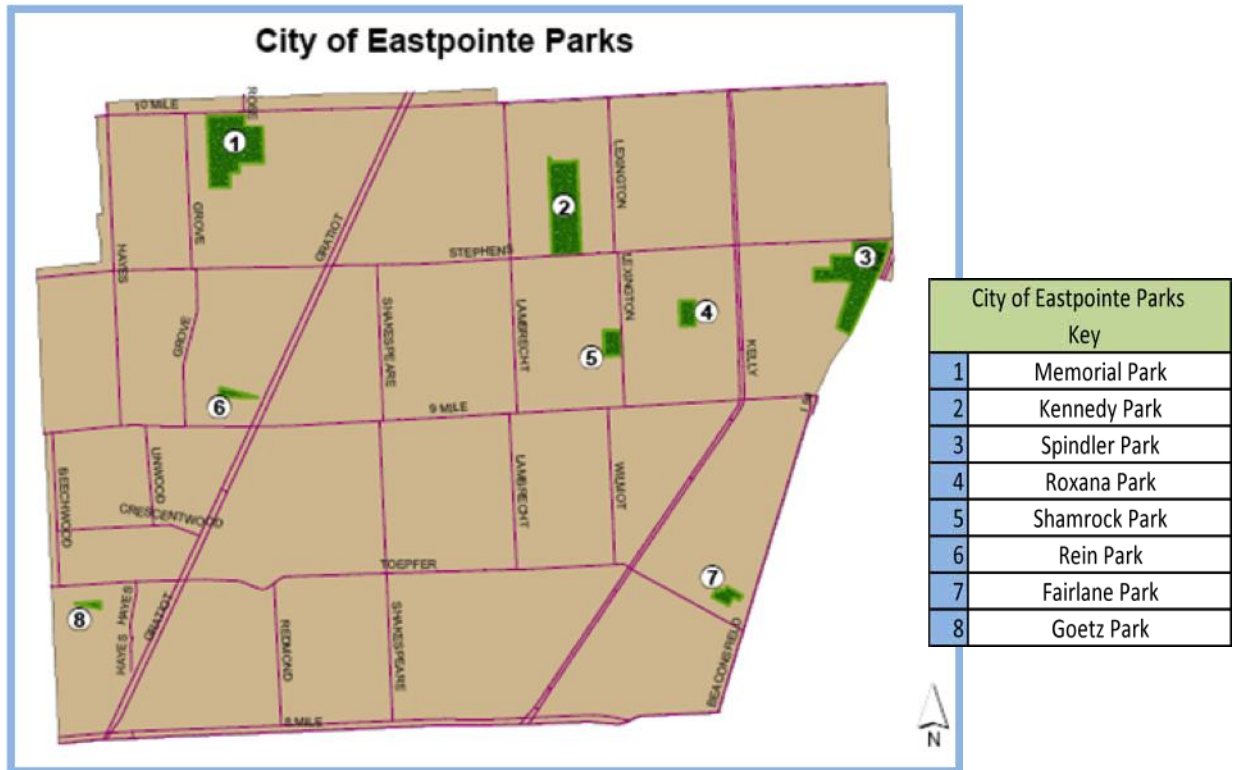 City of Eastpointe Parks
10 MILE
ROSE
1
GROVE
HAYES
GRATIOT
2
LEXINGTON
STEPHENS
3
LEXINGTON
4
GROVE
SHAKESPEARE
LAMBRECHT
5
KELLY
6
9 MILE
BEECHWOOD
LINWOOD
CRESCENTWOOD
LAMBRECHT
WILMOT
TOEPFER
7
8
HAYES
HAYES
GRATIOT
REDMOND
SHAKESPEARE
BEACONSFIELD
8 MILE
N
City of Eastpointe Parks
Key
1 Memorial Park
2 Kennedy Park
3 Spindler Park
4 Roxana Park
5 Shamrock Park
6 Rein Park
7 Fairlane Park
8 Goetz Park